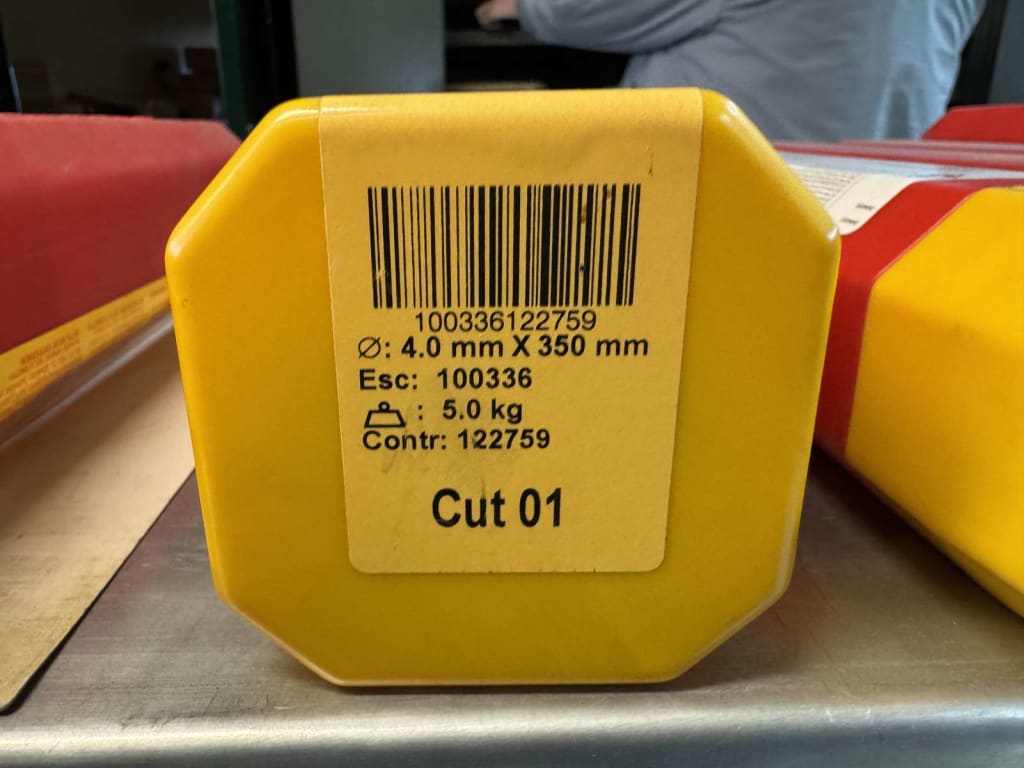 100336122759
Ø: 4.0 mm X 350 mm
Esc: 100336
: 5.0 kg
Contr: 122759
Cut 01